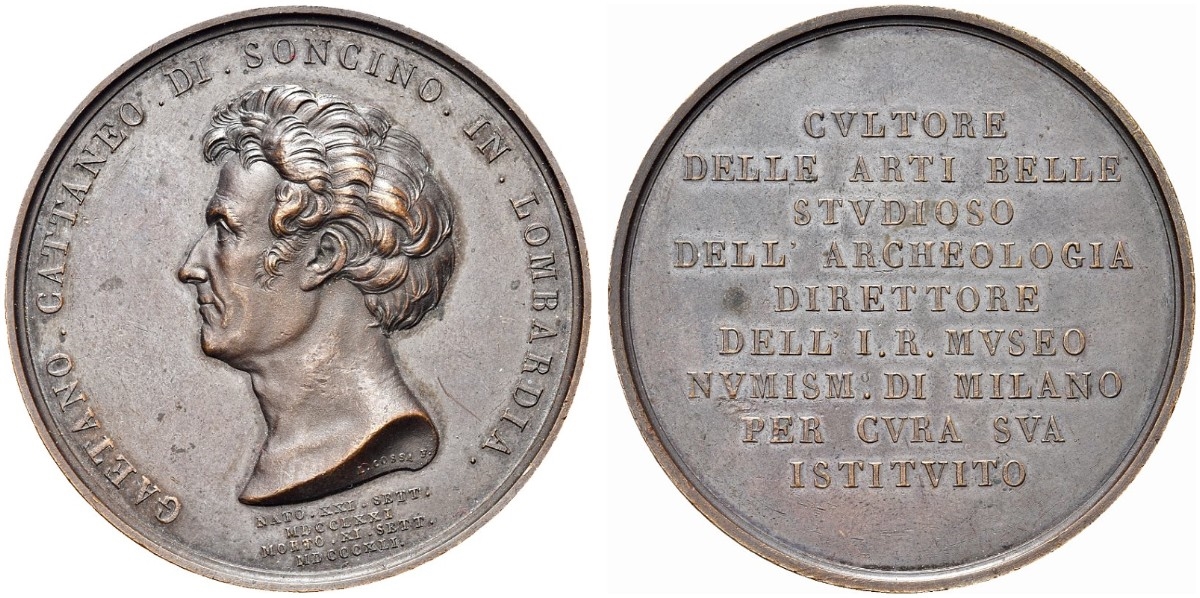 GAETANO . CATTANEO . DI . SONCINO . IN . LOMBARDIA .
L. COSSA F.
NATO . XXI . SETT .
MDCCLXXI
MORTO . XI . SETT .
MDCCCXLI .
CVLTORE
DELLE ARTI BELLE
STVDIOSO
DELL' ARCHEOLOGIA
DIRETTORE
DELL' I. R. MVSEO
NVMISM: DI MILANO
PER CVRA SVA
ISTITVITO